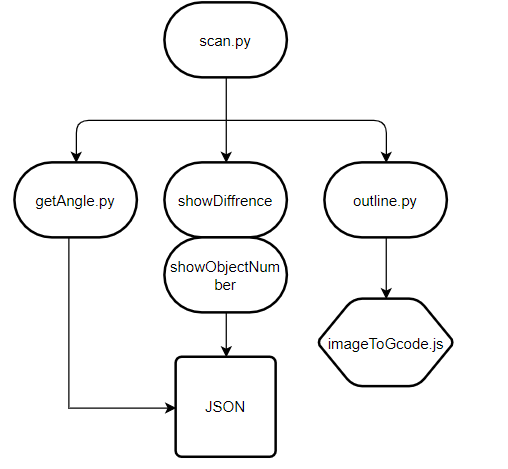 scan.py
getAngle.py
showDiffrence
outline.py
showObjectNum
ber
imageToGcode.js
JSON